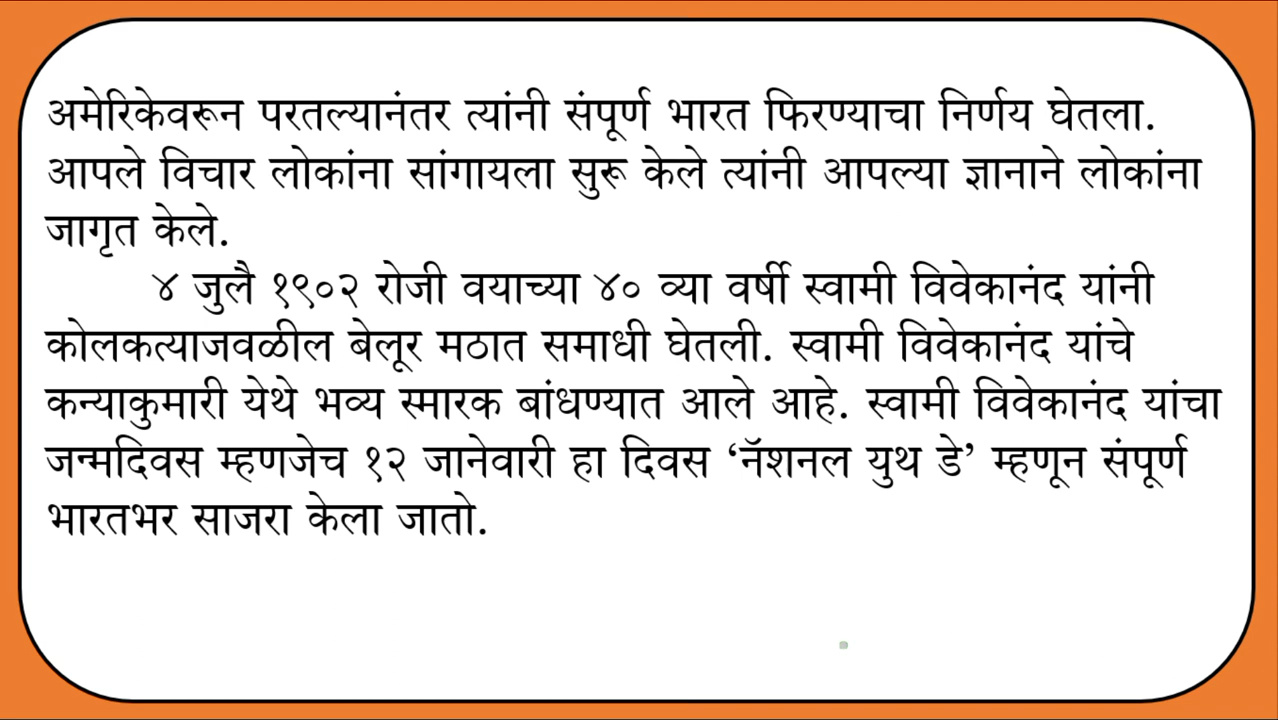 अमेरिकेवरून परतल्यानंतर त्यांनी संपूर्ण भारत फिरण्याचा निर्णय घेतला.
आपले विचार लोकांना सांगायला सुरू केले त्यांनी आपल्या ज्ञानाने लोकांना
जागृत केले.
४ जुलै १९०२ रोजी वयाच्या ४० व्या वर्षी स्वामी विवेकानंद यांनी
कोलकत्याजवळील बेलूर मठात समाधी घेतली. स्वामी विवेकानंद यांचे
कन्याकुमारी येथे भव्य स्मारक बांधण्यात आले आहे. स्वामी विवेकानंद यांचा
जन्मदिवस म्हणजेच १२ जानेवारी हा दिवस ‘नॅशनल युथ डे’ म्हणून संपूर्ण
भारतभर साजरा केला जातो.